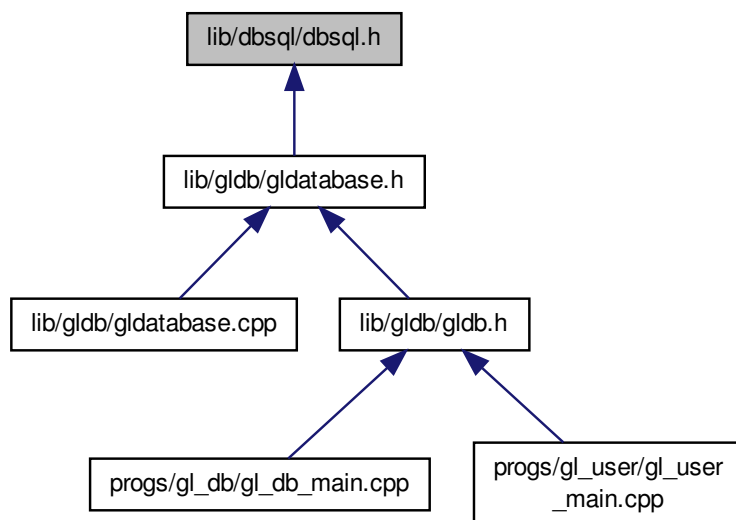 lib/dbsql/dbsql.h
lib/gldb/gldatabase.h
lib/gldb/gldatabase.cpp
lib/gldb/gldb.h
progs/gl_db/gl_db_main.cpp
progs/gl_user/gl_user
_main.cpp